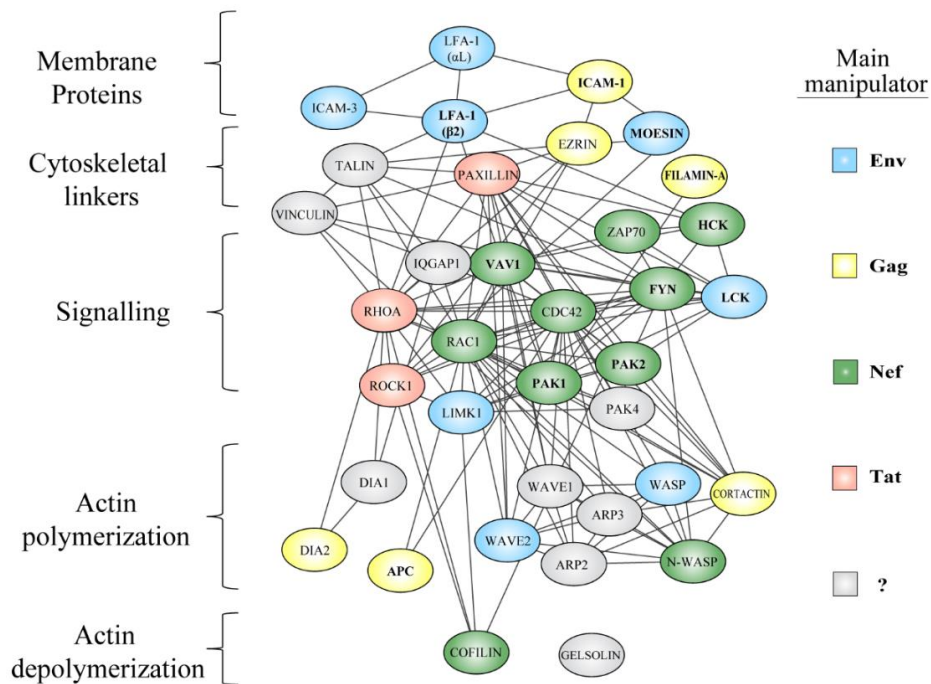 Membrane
Proteins
Cytoskeletal
linkers
Signalling
Actin
polymerization
Actin
depolymerization
LFA-1
(αL)
ICAM-1
ICAM-3
LFA-1
(β2)
MOESIN
EZRIN
TALIN
PAXILLIN
FILAMIN-A
VINCULIN
ZAP70
HCK
IQGAP1
VAV1
FYN
LCK
RHOA
CDC42
RAC1
PAK2
ROCK1
PAK1
LIMK1
PAK4
DIA1
WAVE1
WASP
CORTACTIN
ARP3
DIA2
WAVE2
APC
ARP2
N-WASP
COFILIN
GELSOLIN
Main
manipulator
Env
Gag
Nef
Tat
?